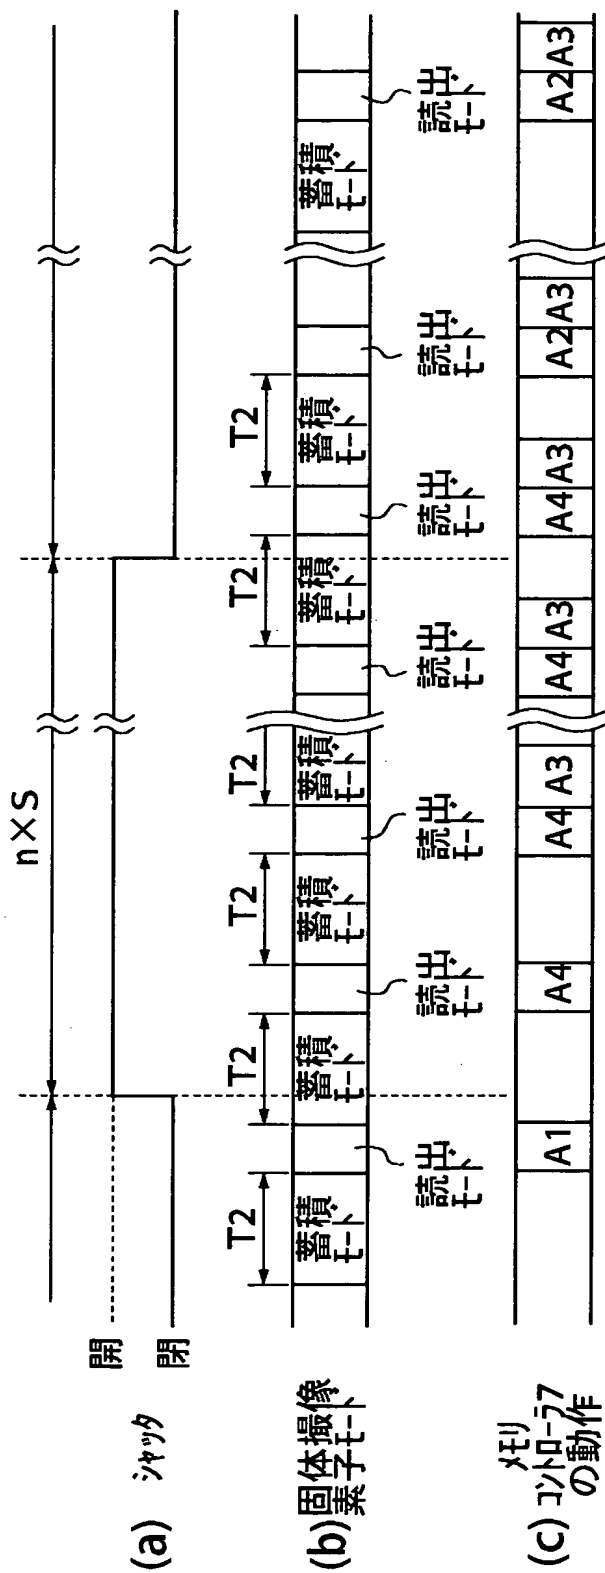 n×S
開
(a) シャッタ
閉
T2 T2 T2 T2 T2 T2
(b) 固体撮像
素子モード
蓄積 蓄積 蓄積 蓄積 蓄積 蓄積 蓄積
モード モード モード モード モード モード モード
読出 読出 読出 読出 読出 読出 読出
モード モード モード モード モード モード モード
メモリ
(c) コントローラ7
の動作
A1 A4 A4 A3 A4 A3 A4 A3 A2 A3 A2 A3